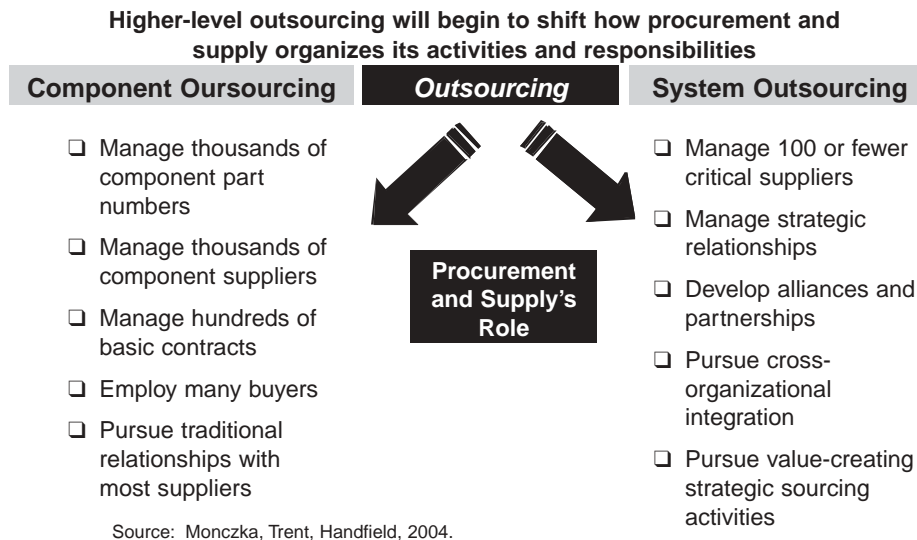 Higher-level outsourcing will begin to shift how procurement and
supply organizes its activities and responsibilities
Component Oursourcing
Outsourcing
System Outsourcing
❏ Manage thousands of
component part
numbers
❏ Manage thousands of
component suppliers
❏ Manage hundreds of
basic contracts
❏ Employ many buyers
❏ Pursue traditional
relationships with
most suppliers
Procurement
and Supply’s
Role
❏ Manage 100 or fewer
critical suppliers
❏ Manage strategic
relationships
❏ Develop alliances and
partnerships
❏ Pursue cross-
organizational
integration
❏ Pursue value-creating
strategic sourcing
activities
Source: Monczka, Trent, Handfield, 2004.